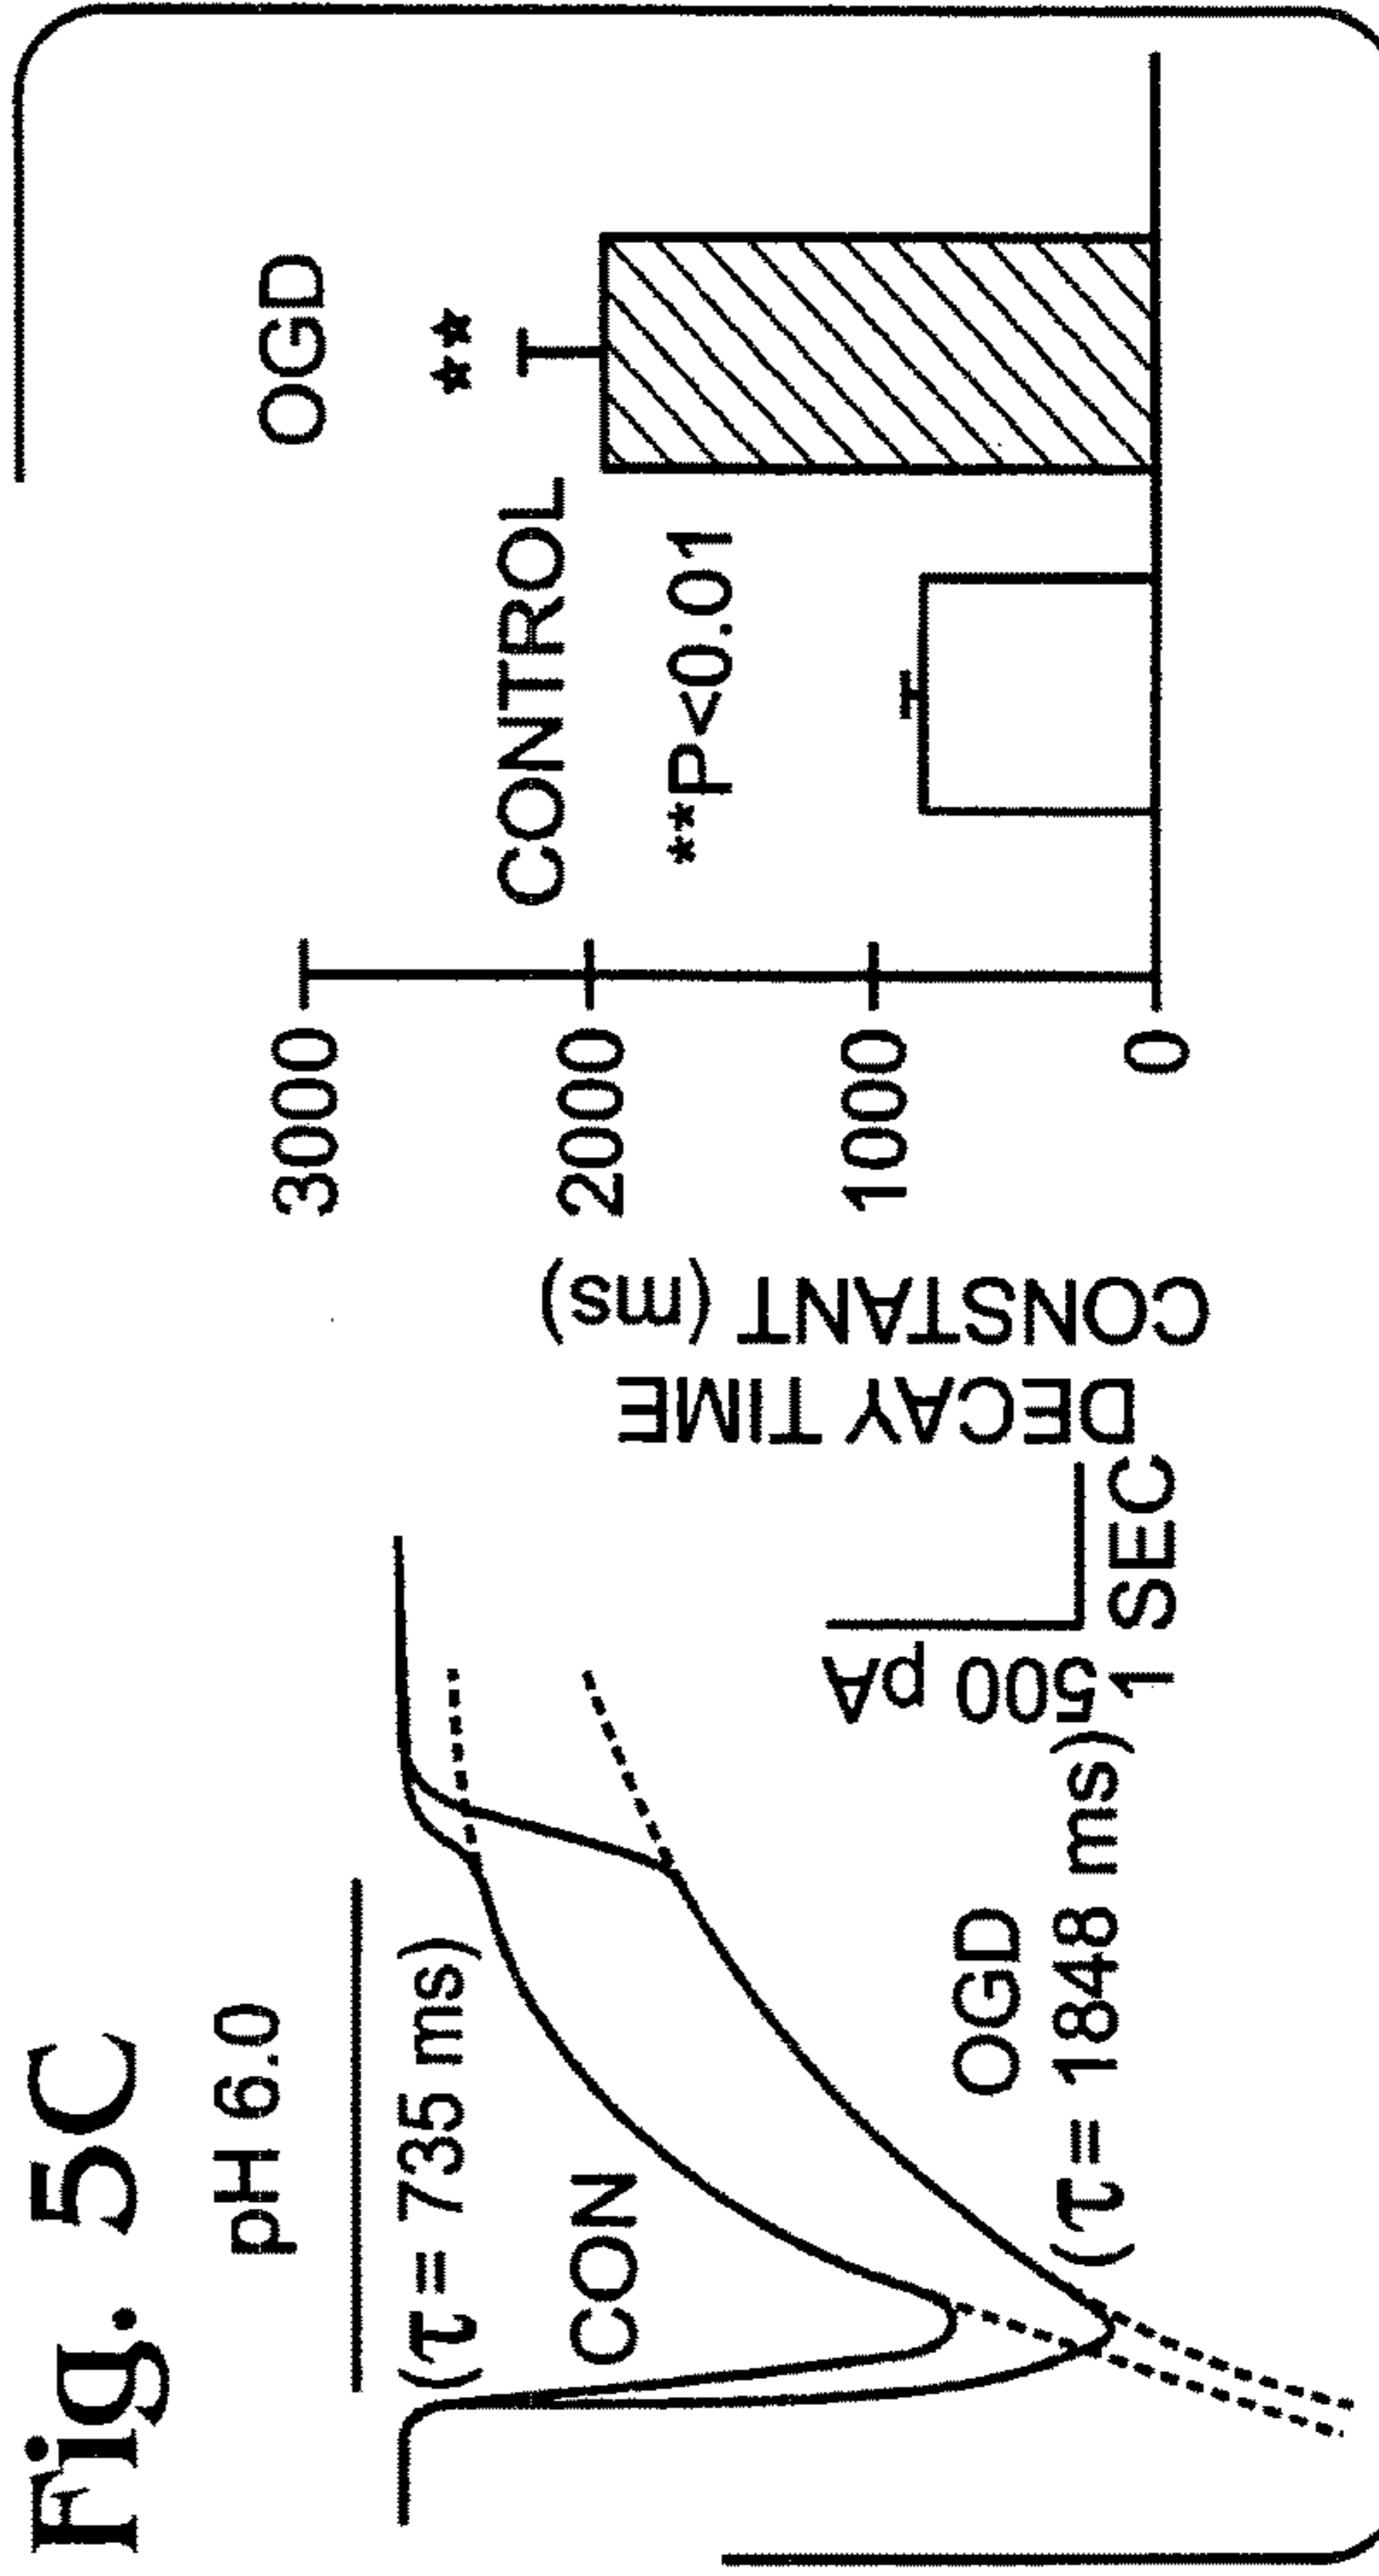 Fig. 5C
pH 6.0
(τ = 735 ms)
CON
OGD
(τ = 1848 ms)
500 pA
1 SEC
DECAY TIME
CONSTANT (ms)
3000
2000
1000
0
CONTROL
**P<0.01
OGD
**